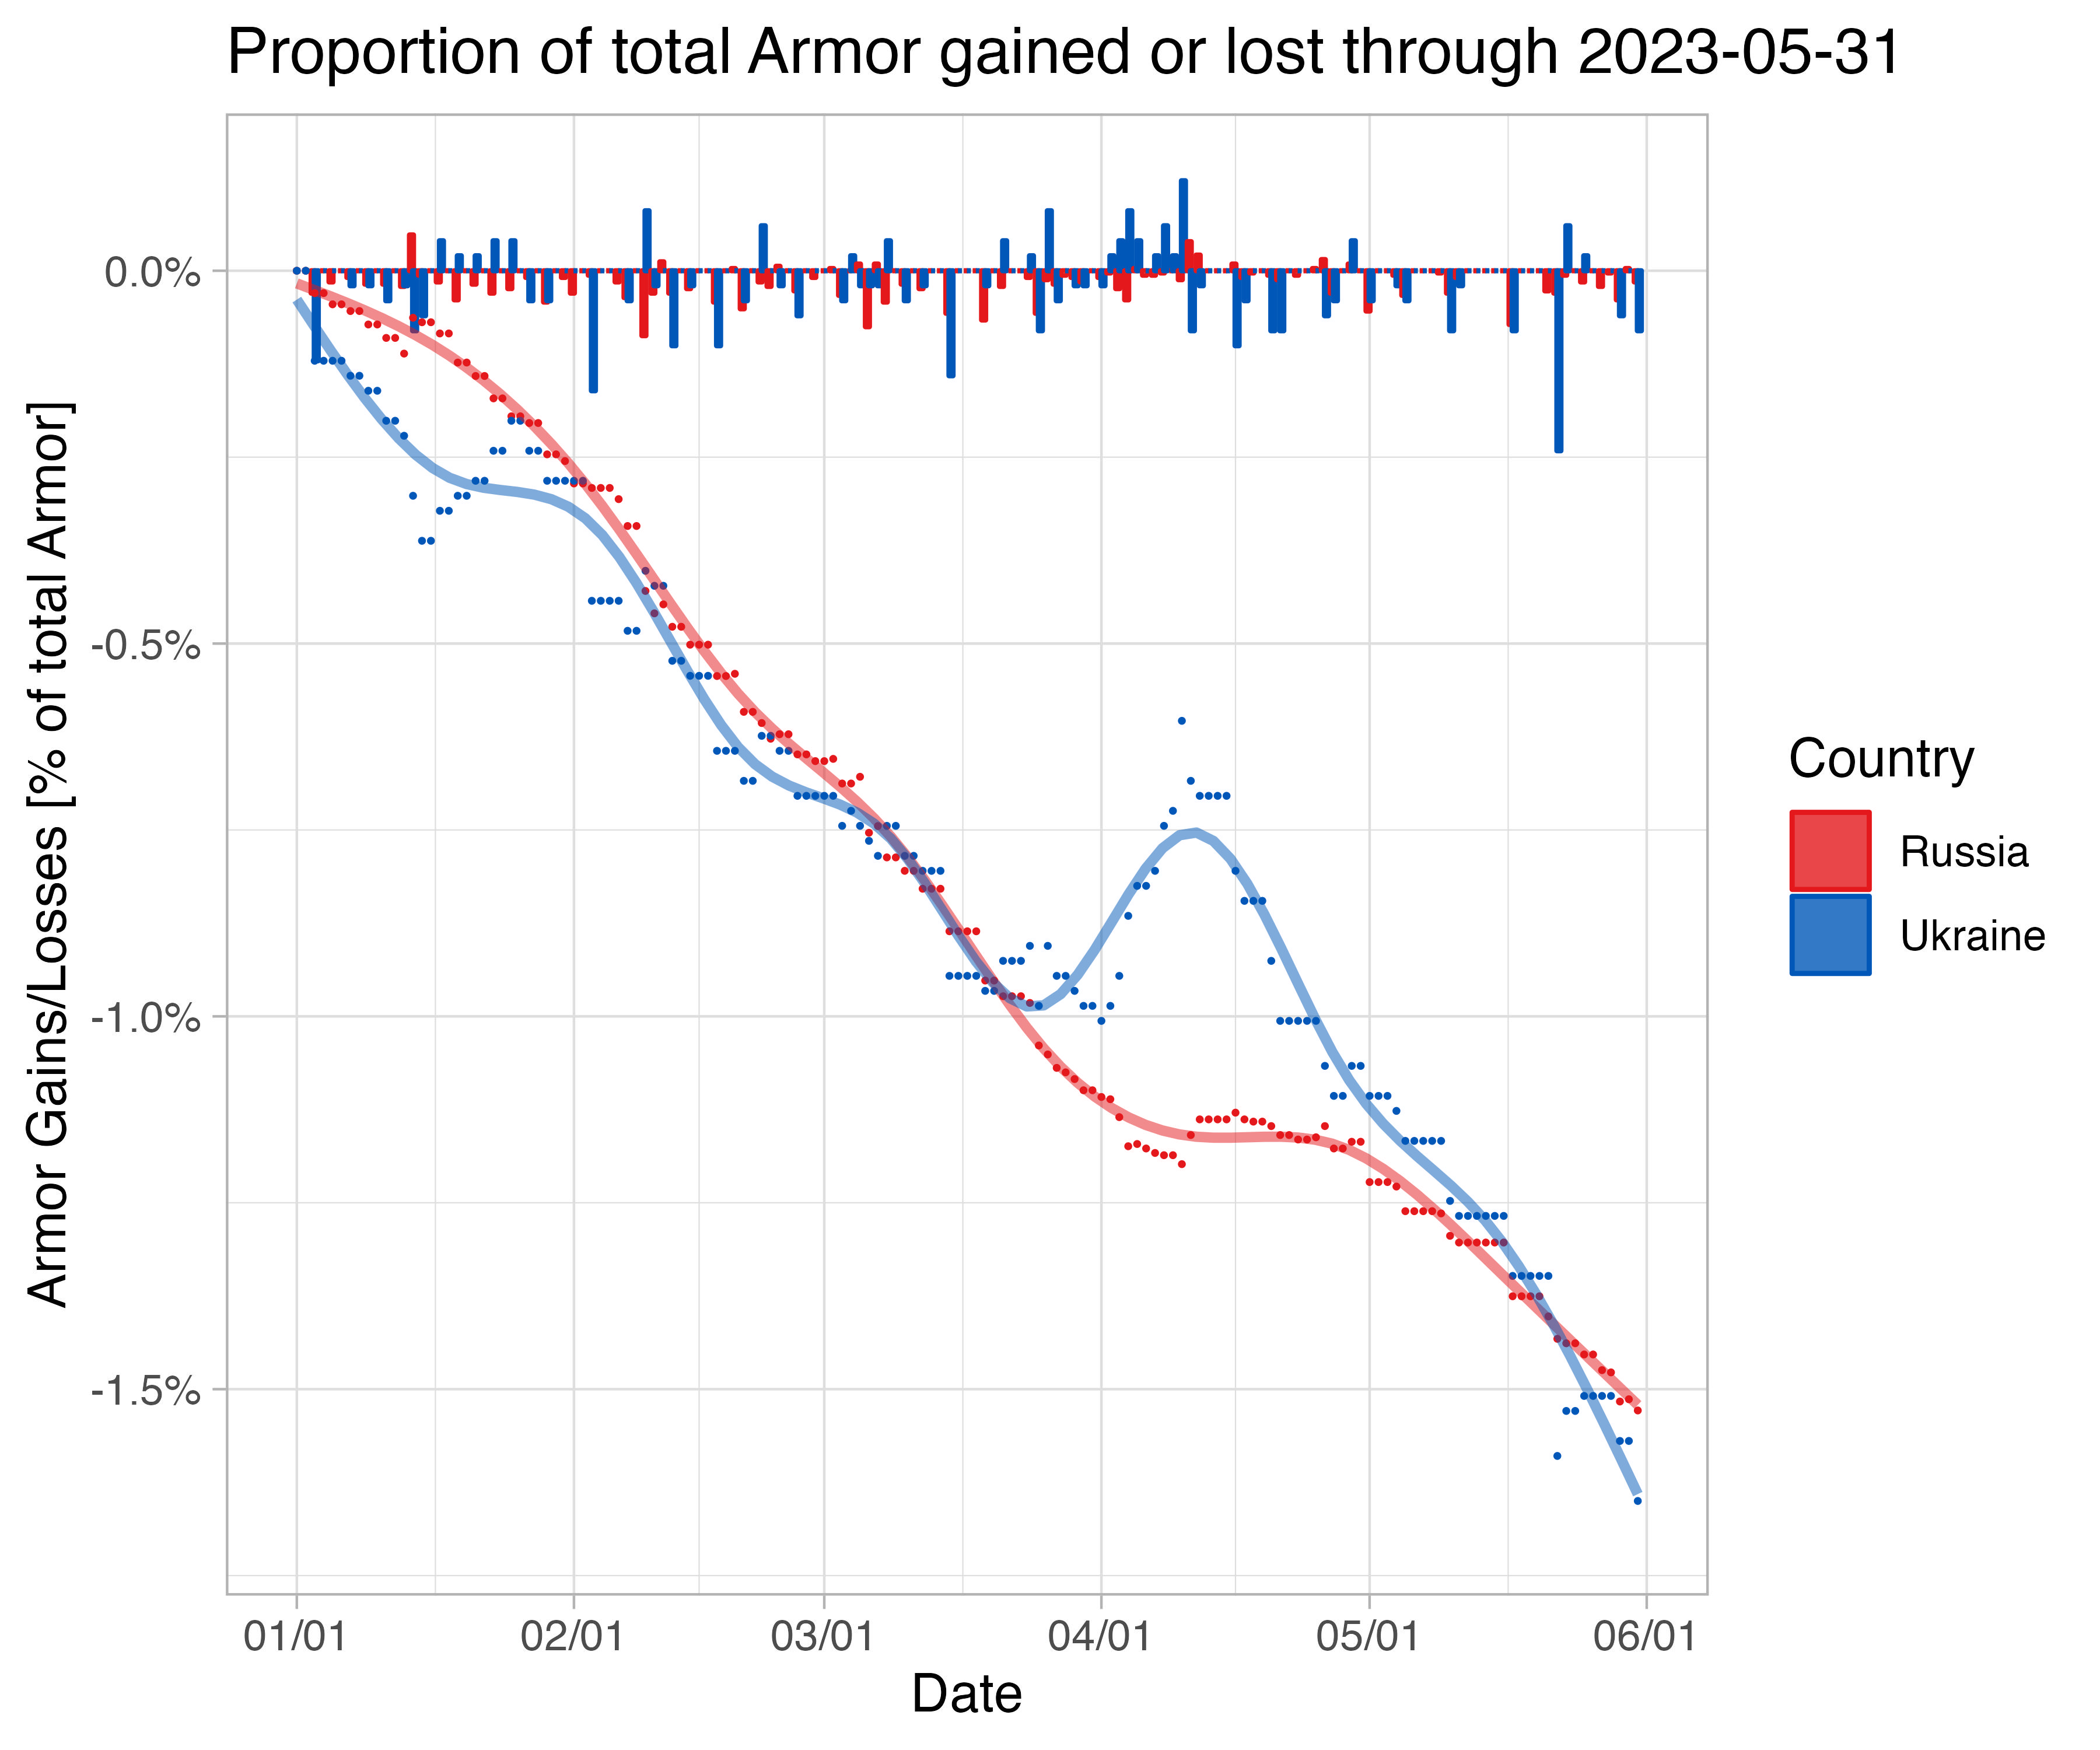 Proportion of total Armor gained or lost through 2023-05-31
Armor Gains/Losses [% of total Armor]
0.0%
-0.5%
-1.0%
-1.5%
01/01
02/01
03/01
04/01
05/01
06/01
Date
Country
Russia
Ukraine